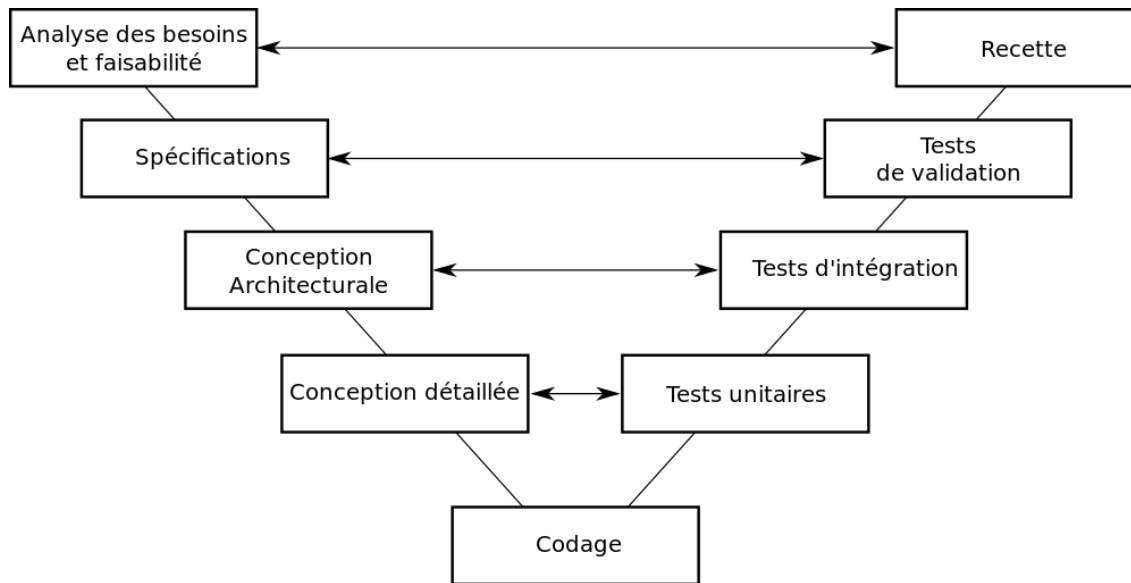 Analyse des besoins
et faisabilité
Recette
Spécifications
Tests
de validation
Conception
Architecturale
Tests d'intégration
Conception détaillée
Tests unitaires
Codage